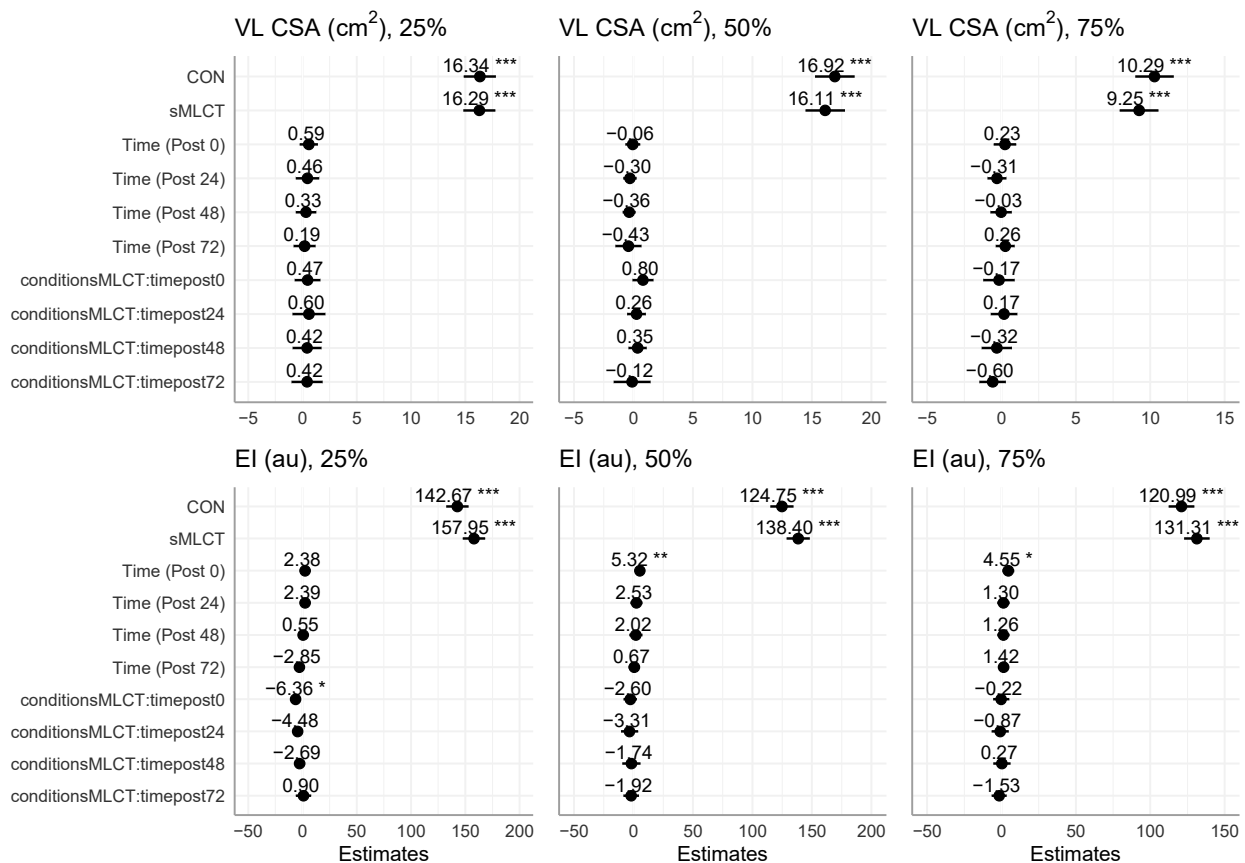 VL CSA (cm2), 25%
VL CSA (cm2), 50%
VL CSA (cm2), 75%
CON
16.34 ***
16.92 ***
10.29 ***
sMLCT
16.29 ***
16.11 ***
9.25 ***
Time (Post 0)
0.59
−0.06
0.23
Time (Post 24)
0.46
−0.30
−0.31
Time (Post 48)
0.33
−0.36
−0.03
Time (Post 72)
0.19
−0.43
0.26
conditionsMLCT:timepost0
0.47
0.80
−0.17
conditionsMLCT:timepost24
0.60
0.26
0.17
conditionsMLCT:timepost48
0.42
0.35
−0.32
conditionsMLCT:timepost72
0.42
−0.12
−0.60
−5 0 5 10 15 20
−5 0 5 10 15 20
−5 0 5 10 15
EI (au), 25%
EI (au), 50%
EI (au), 75%
CON
142.67 ***
124.75 ***
120.99 ***
sMLCT
157.95 ***
138.40 ***
131.31 ***
Time (Post 0)
2.38
5.32 **
4.55 *
Time (Post 24)
2.39
2.53
1.30
Time (Post 48)
0.55
2.02
1.26
Time (Post 72)
−2.85
0.67
1.42
conditionsMLCT:timepost0
−6.36 *
−2.60
−0.22
conditionsMLCT:timepost24
−4.48
−3.31
−0.87
conditionsMLCT:timepost48
−2.69
−1.74
0.27
conditionsMLCT:timepost72
0.90
−1.92
−1.53
−50 0 50 100 150 200
−50 0 50 100 150 200
−50 0 50 100 150
Estimates
Estimates
Estimates